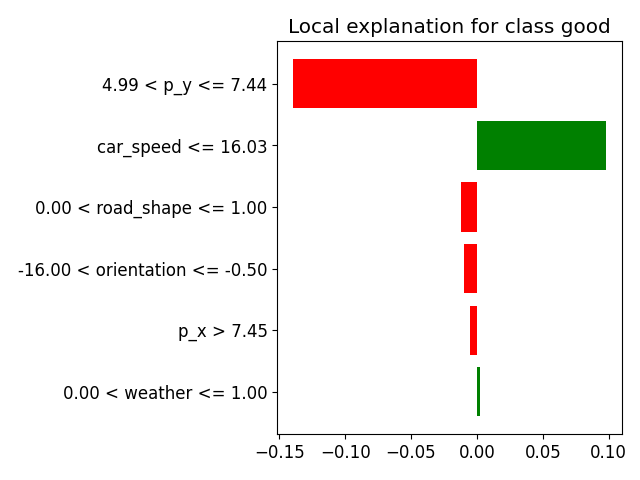 Local explanation for class good
4.99 < p_y <= 7.44
car_speed <= 16.03
0.00 < road_shape <= 1.00
-16.00 < orientation <= -0.50
p_x > 7.45
0.00 < weather <= 1.00
−0.15 −0.10 −0.05 0.00 0.05 0.10